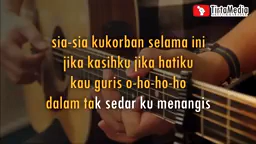 TintaMedia
sia-sia kukorban selama ini
jika kasihku jika hatiku
kau guris o-ho-ho-ho
dalam tak sedar ku menangis